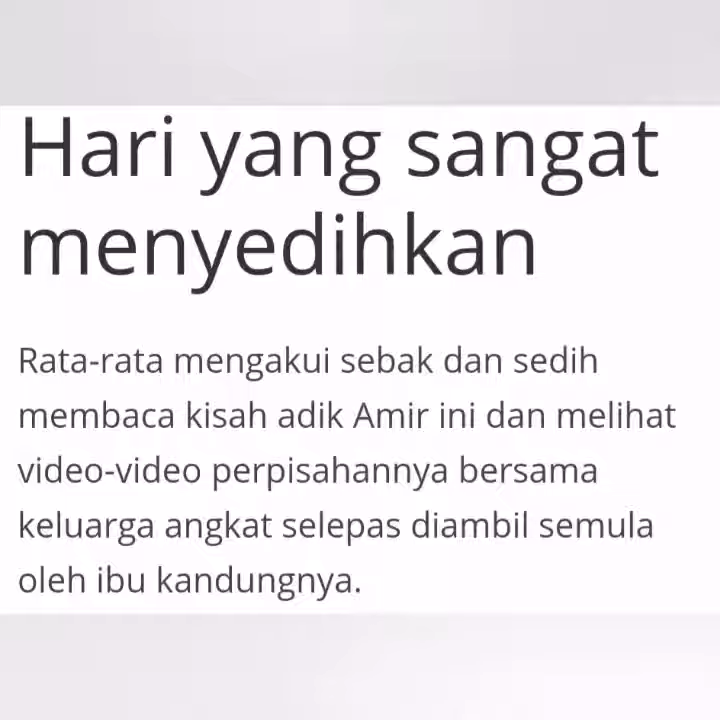 Hari yang sangat
menyedihkan
Rata-rata mengakui sebak dan sedih
membaca kisah adik Amir ini dan melihat
video-video perpisahannya bersama
keluarga angkat selepas diambil semula
oleh ibu kandungnya.